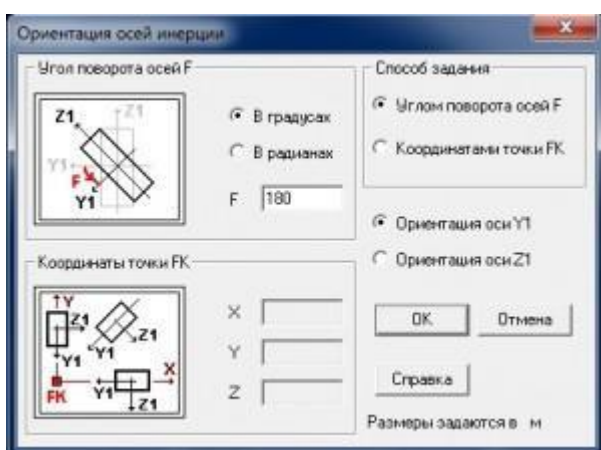 Ориентация осей инерции
Угол поворота осей F
Z1
Z1
Y1
F
Y1
В градусах
В радианах
F 180
Способ задания
Углом поворота осей F
Координатами точки FK
Ориентация оси Y1
Ориентация оси Z1
Координаты точки FK
Y
Z1
Y1
Z1
Y1
X
FK
Y1
Z1
X
Y
Z
OK
Отмена
Справка
Размеры задаются в м